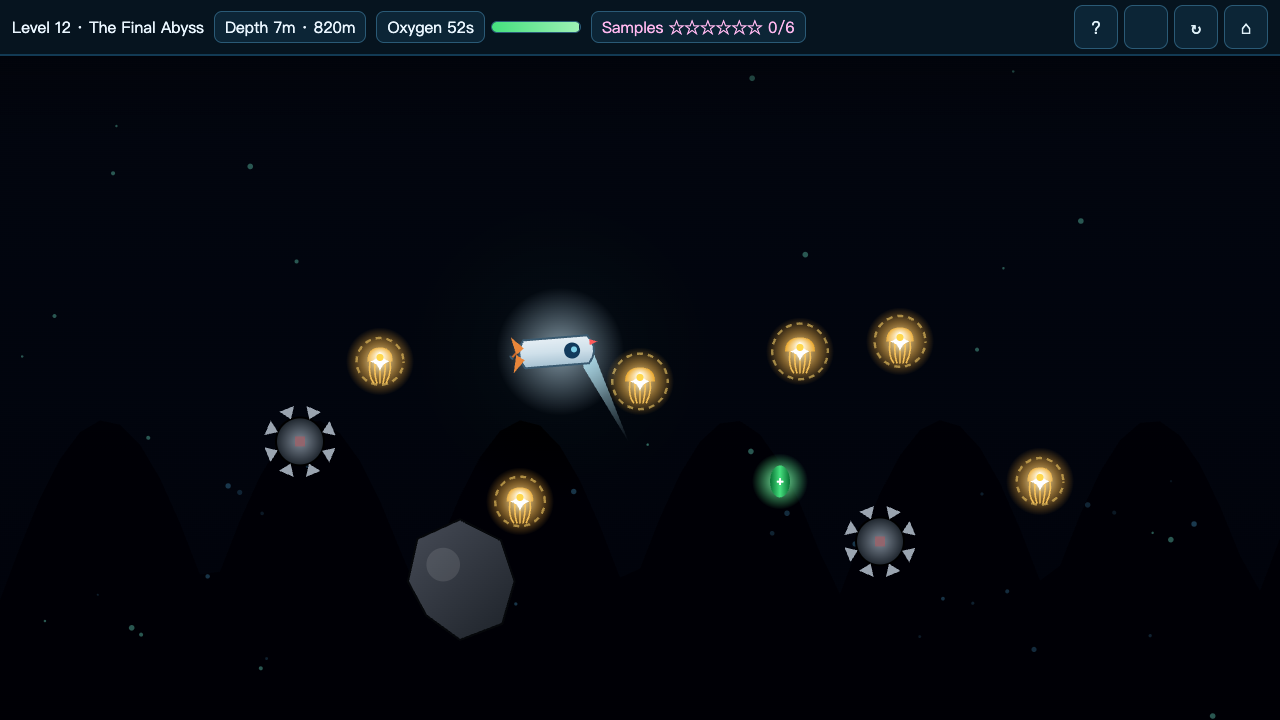 Level 12 · The Final Abyss
Depth 7m · 820m
Oxygen 52s
Samples ☆☆☆☆☆☆ 0/6
? ↻ ⌂
+